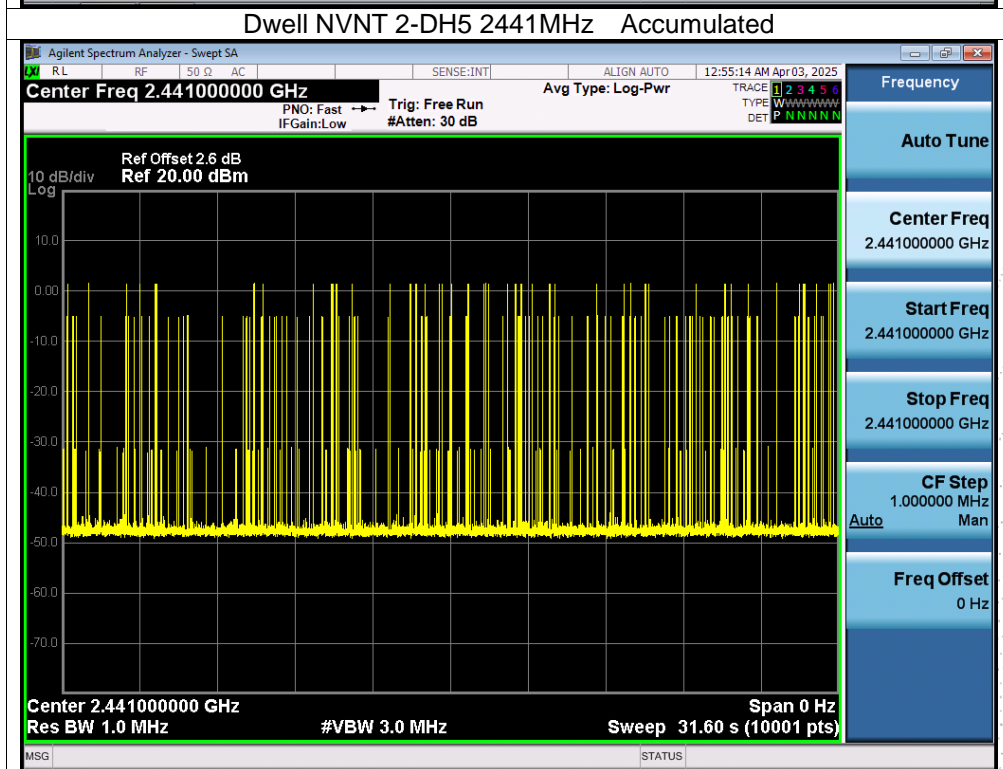 Dwell NVNT 2-DH5 2441MHz Accumulated
Agilent Spectrum Analyzer - Swept SA
LXI RL RF 50 Ω AC SENSE:INT ALIGN AUTO 12:55:14 AM Apr 03, 2025
Center Freq 2.441000000 GHz
PNO: Fast
IFGain:Low
Trig: Free Run
#Atten: 30 dB
Avg Type: Log-Pwr
TRACE 1 2 3 4 5 6
TYPE WWWWWWW
DET P N N N N N
Ref Offset 2.6 dB
10 dB/div Ref 20.00 dBm
Log
10.0
0.00
-10.0
-20.0
-30.0
-40.0
-50.0
-60.0
-70.0
Center 2.441000000 GHz Span 0 Hz
Res BW 1.0 MHz #VBW 3.0 MHz Sweep 31.60 s (10001 pts)
MSG STATUS
Frequency
Auto Tune
Center Freq
2.441000000 GHz
Start Freq
2.441000000 GHz
Stop Freq
2.441000000 GHz
CF Step
1.000000 MHz
Auto Man
Freq Offset
0 Hz